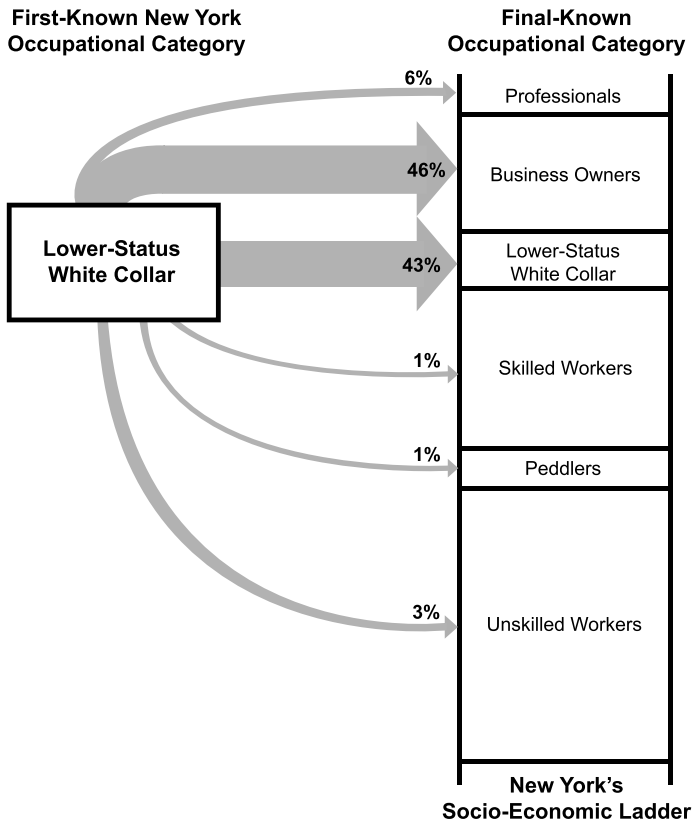 First-Known New York
Occupational Category
Final-Known
Occupational Category
6%
Professionals
46%
Business Owners
Lower-Status
White Collar
43%
Lower-Status
White Collar
1%
Skilled Workers
1%
Peddlers
3%
Unskilled Workers
New York’s
Socio-Economic Ladder